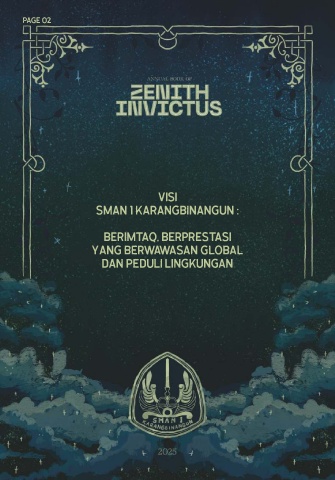 PAGE 02
ZENITH
INVICTUS
VISI
SMAN 1 KARANGBINANGUN :
BERIMTAQ, BERPRESTASI
YANG BERWAWASAN GLOBAL
DAN PEDULI LINGKUNGAN
SMAN 1
KARANGBINANGUN
2025